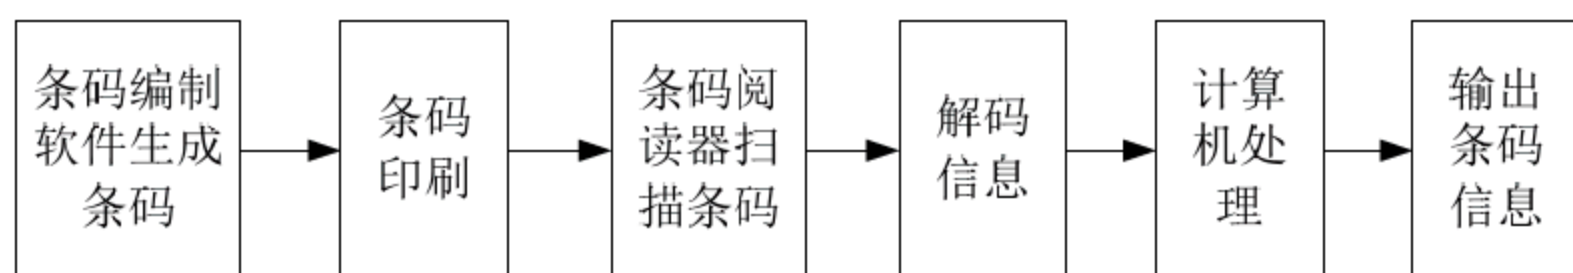 条码编制
软件生成
条码
条码
印刷
条码阅
读器扫
描条码
解码
信息
计算
机处
理
输出
条码
信息